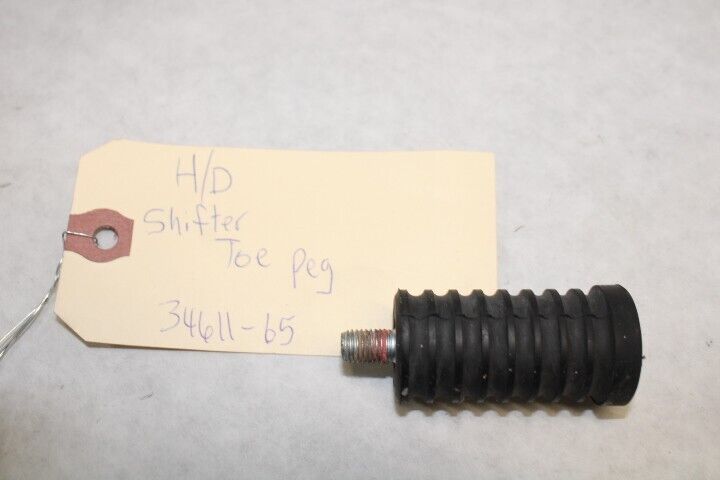 H/D
Shifter
Toe Peg
34611-65